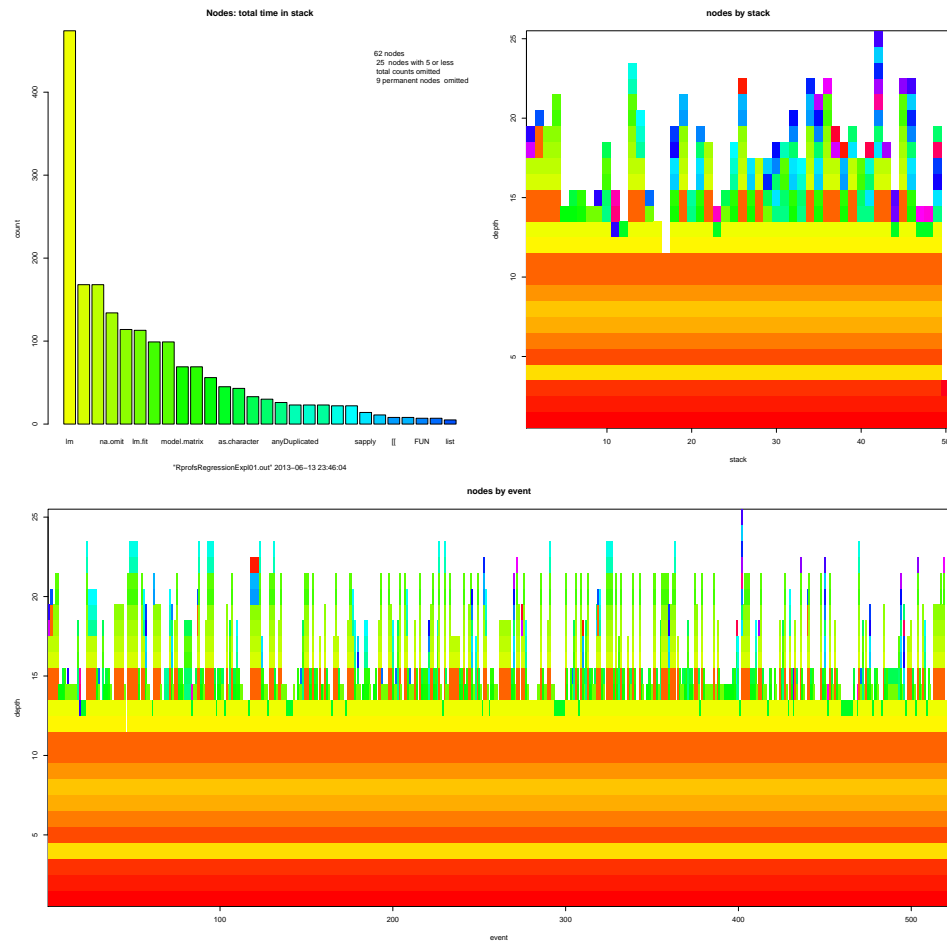 Nodes: total time in stack
62 nodes
25 nodes with 5 or less
total counts omitted
9 permanent nodes omitted
count
0
100
200
300
400
lm na.omit lm.fit model.matrix as.character anyDuplicated sapply [[ FUN list
"RprofsRegressionExpl01.out" 2013−06−13 23:46:04
nodes by stack
depth
5
10
15
20
25
10 20 30 40 50
stack
nodes by event
depth
5
10
15
20
25
100 200 300 400 500
event